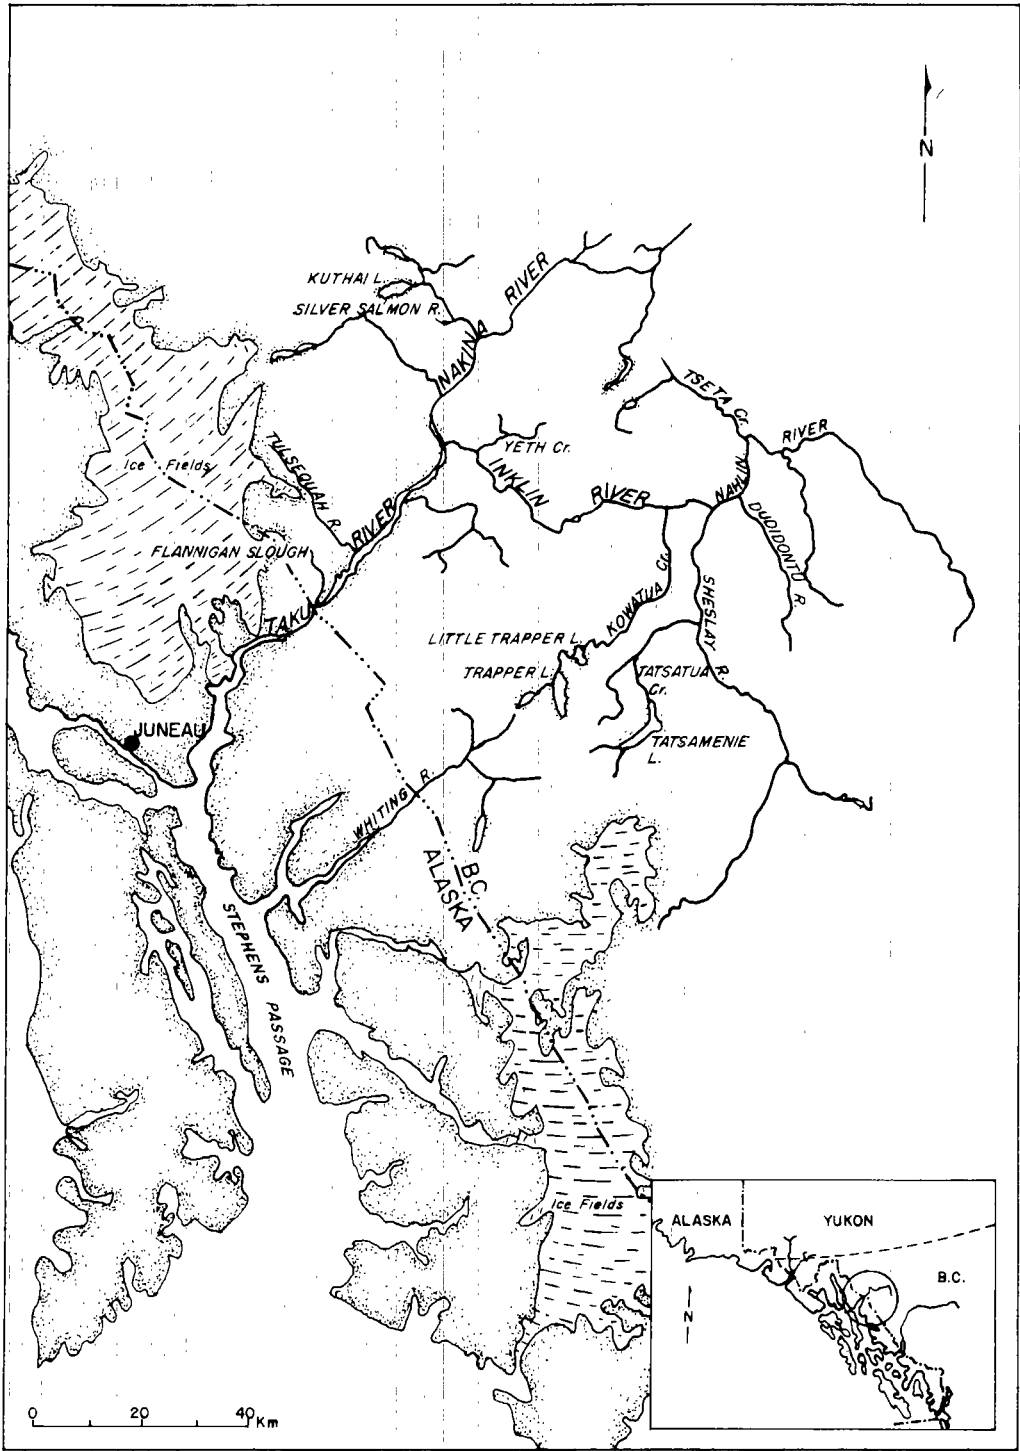 N
KUTHAI L.
SILVER SALMON R.
NAKINA RIVER
TSETA Cr.
RIVER
TULSEQUAH R.
YETH Cr.
INKLIN RIVER
NAHLIN
Ice Fields
DUDIDONTU R.
FLANNIGAN SLOUGH
TAKU RIVER
KOWATUA Cr.
SHESLAY R.
LITTLE TRAPPER L.
TRAPPER L.
TATSATUA
Cr.
JUNEAU
TATSAMENIE
L.
WHITING R.
B.C.
ALASKA
STEPHENS PASSAGE
Ice Fields
ALASKA
YUKON
B.C.
N
0 20 40 Km